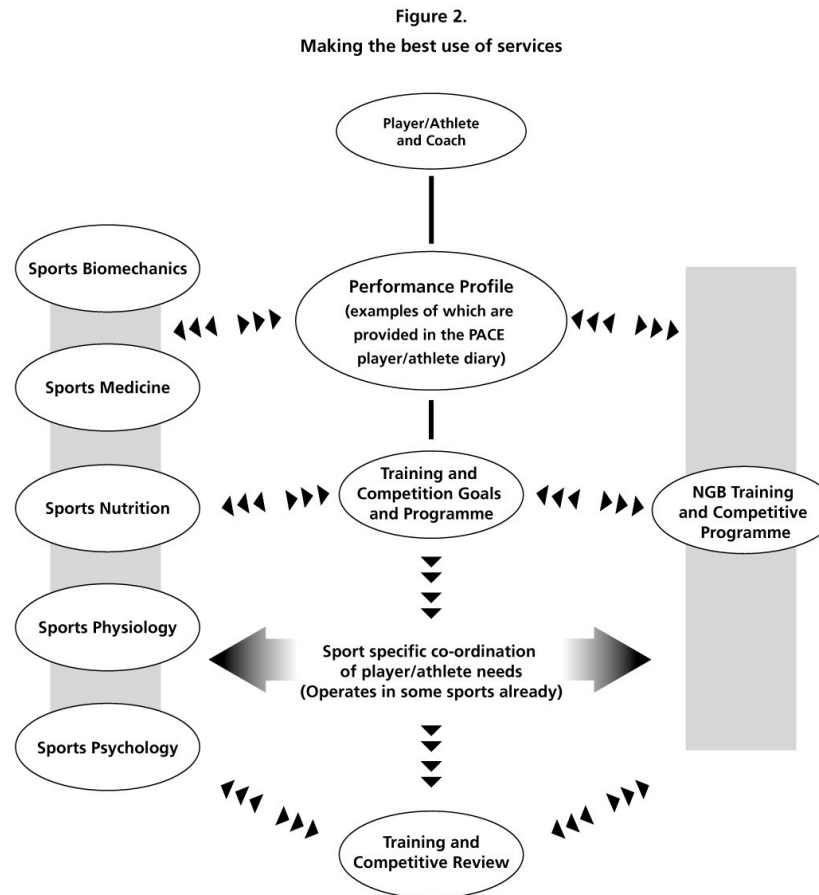 Figure 2.
Making the best use of services
Player/Athlete
and Coach
Sports Biomechanics
Performance Profile
(examples of which are
provided in the PACE
player/athlete diary)
Sports Medicine
Training and
Competition Goals
and Programme
Sports Nutrition
NGB Training
and Competitive
Programme
Sports Physiology
Sport specific co-ordination
of player/athlete needs
(Operates in some sports already)
Sports Psychology
Training and
Competitive Review